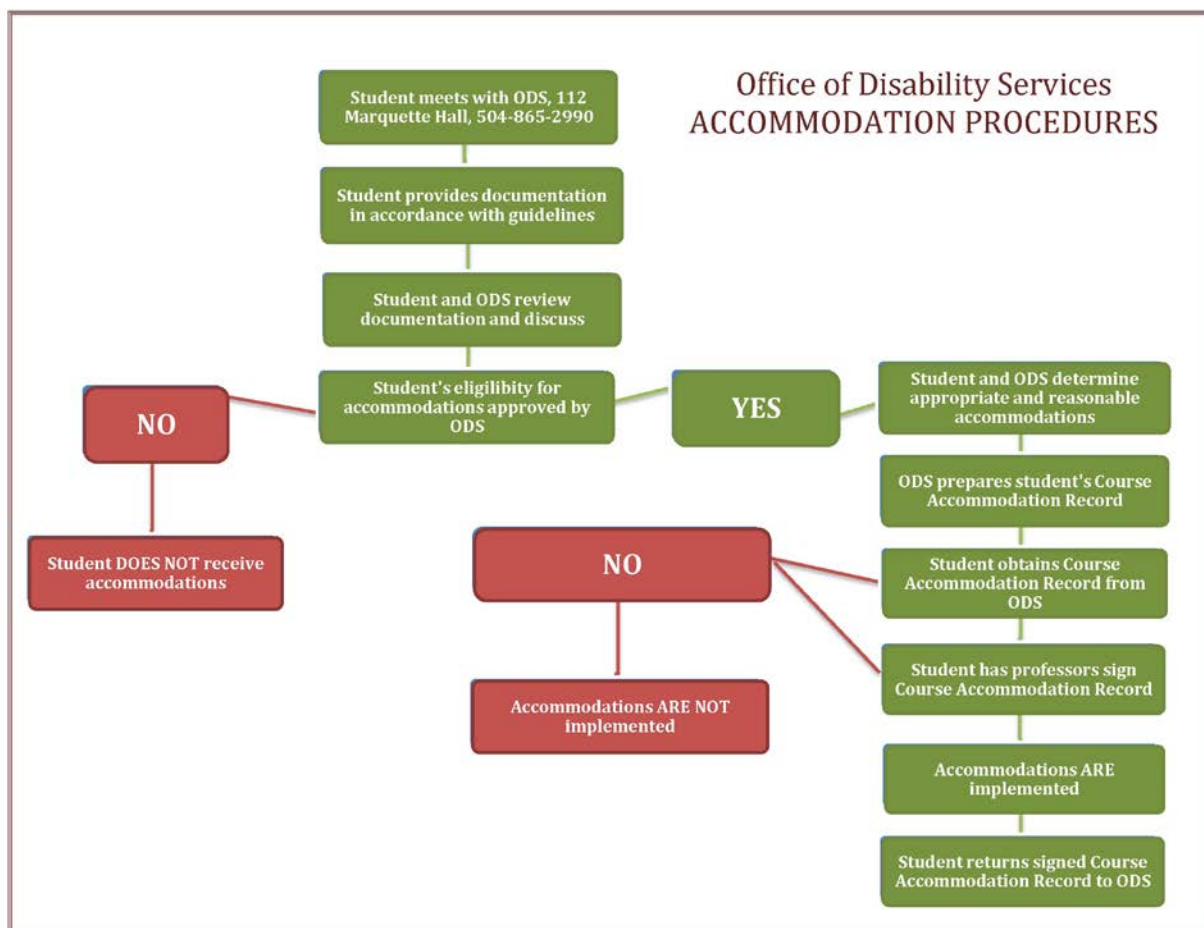 Office of Disability Services
ACCOMMODATION PROCEDURES
Student meets with ODS, 112
Marquette Hall, 504-865-2990
Student provides documentation
in accordance with guidelines
Student and ODS review
documentation and discuss
Student's eligilibity for
accommodations approved by
ODS
NO
Student DOES NOT receive
accommodations
YES
Student and ODS determine
appropriate and reasonable
accommodations
ODS prepares student's Course
Accommodation Record
Student obtains Course
Accommodation Record from
ODS
Student has professors sign
Course Accommodation Record
NO
Accommodations ARE NOT
implemented
Accommodations ARE
implemented
Student returns signed Course
Accommodation Record to ODS